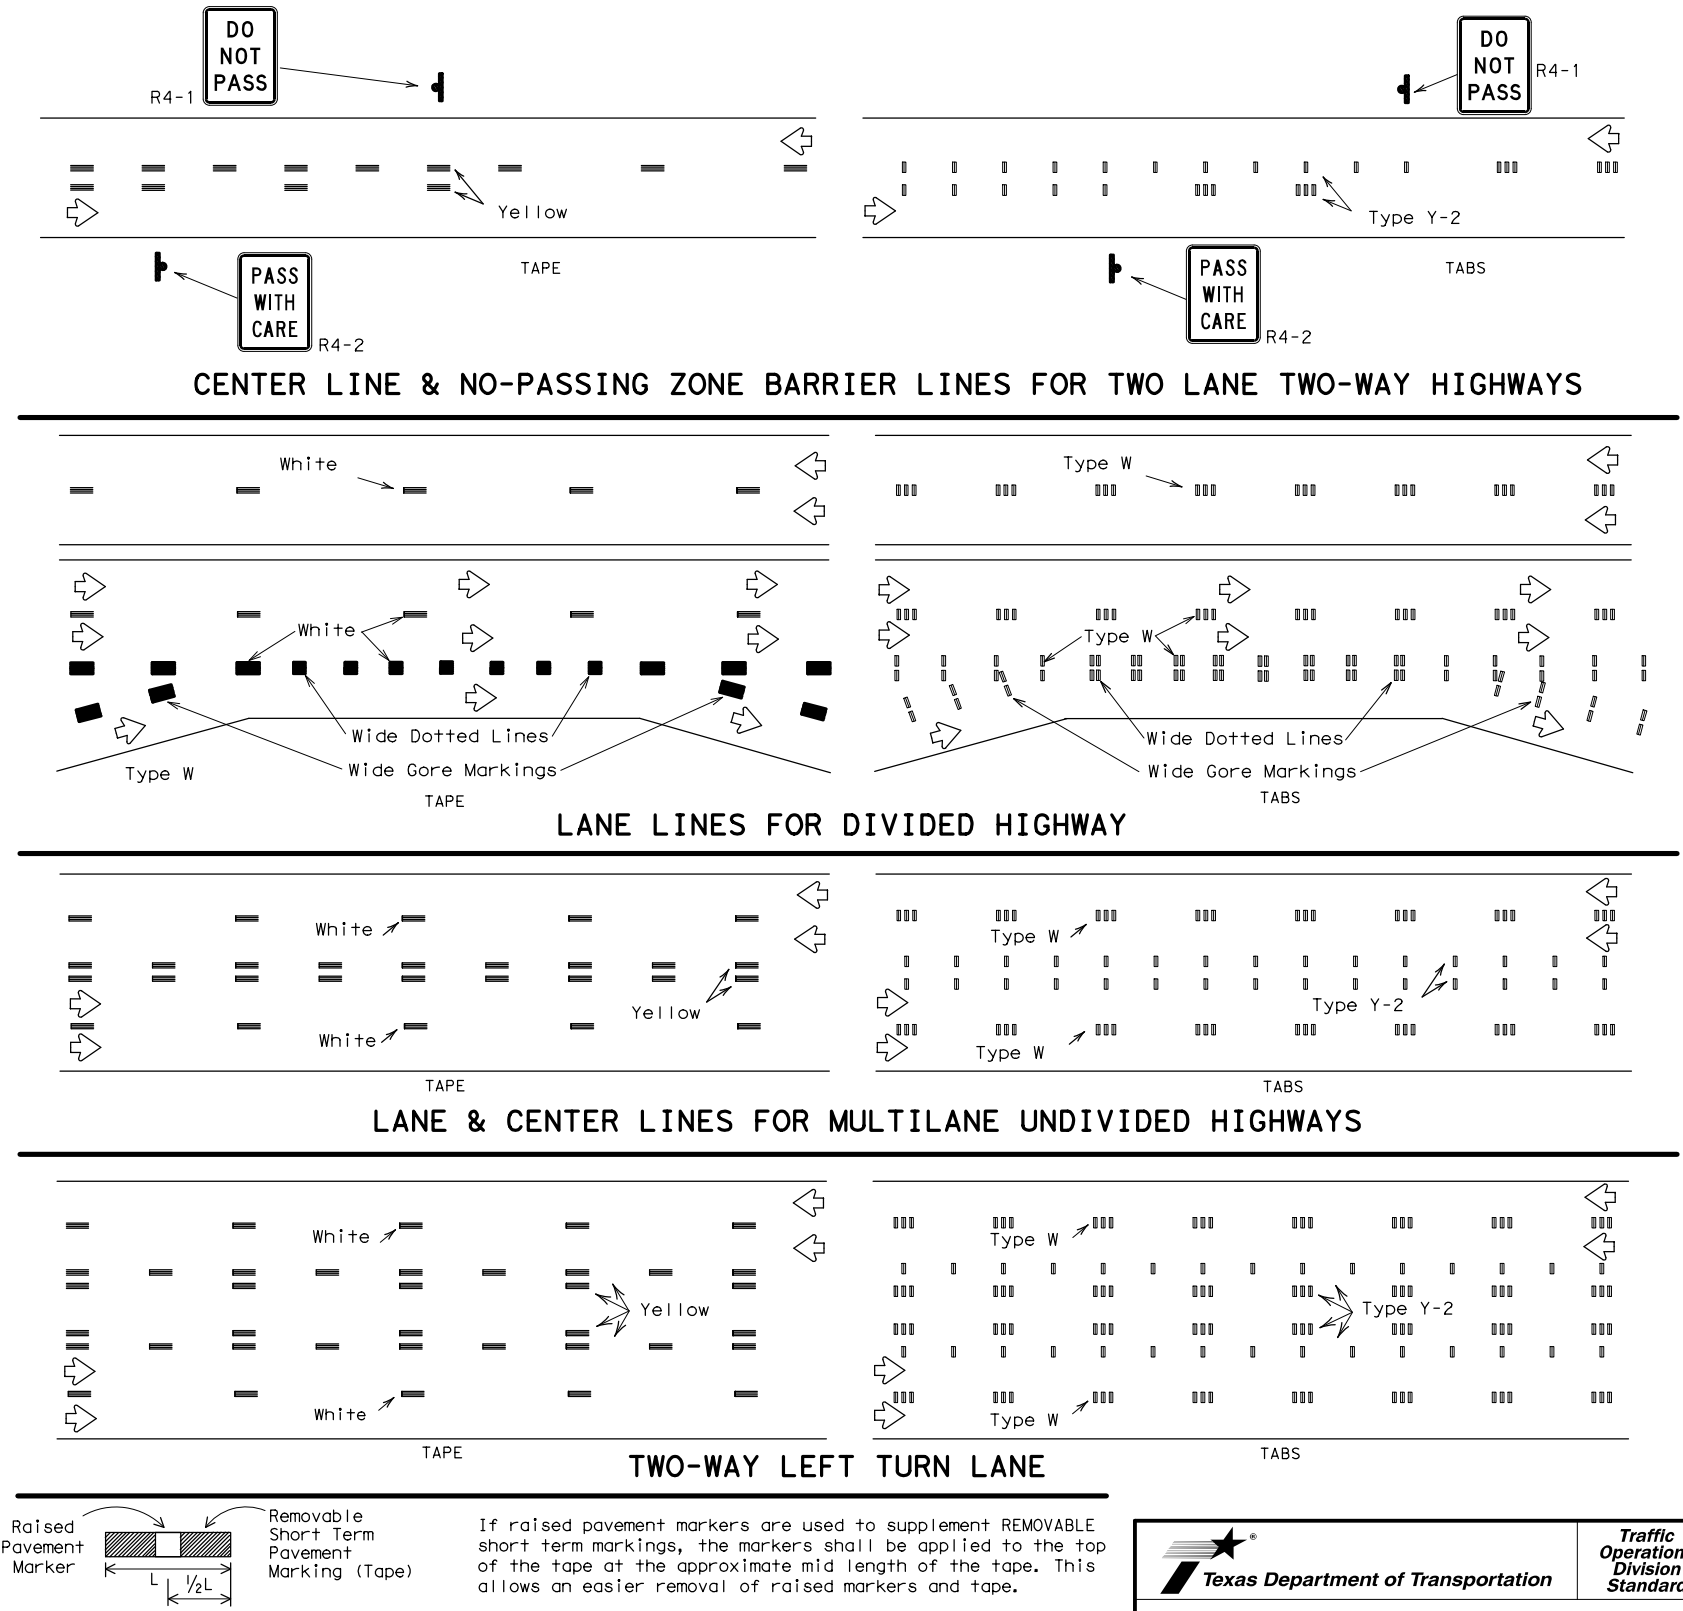 DO
NOT
PASS
R4-1
DO
NOT
PASS
R4-1
Yellow
Type Y-2
PASS
WITH
CARE
R4-2
TAPE
PASS
WITH
CARE
R4-2
TABS
CENTER LINE & NO-PASSING ZONE BARRIER LINES FOR TWO LANE TWO-WAY HIGHWAYS
White
Type W
White
Type W
Wide Dotted Lines
Wide Gore Markings
Type W
TAPE
Wide Dotted Lines
Wide Gore Markings
TABS
LANE LINES FOR DIVIDED HIGHWAY
White
Type W
Yellow
Type Y-2
White
Type W
TAPE
TABS
LANE & CENTER LINES FOR MULTILANE UNDIVIDED HIGHWAYS
White
Type W
Yellow
Type Y-2
White
Type W
TAPE
TABS
TWO-WAY LEFT TURN LANE
Raised
Pavement
Marker
L
1/2L
Removable
Short Term
Pavement
Marking (Tape)
If raised pavement markers are used to supplement REMOVABLE
short term markings, the markers shall be applied to the top
of the tape at the approximate mid length of the tape. This
allows an easier removal of raised markers and tape.
®
Texas Department of Transportation
Traffic
Operation
Division
Standard